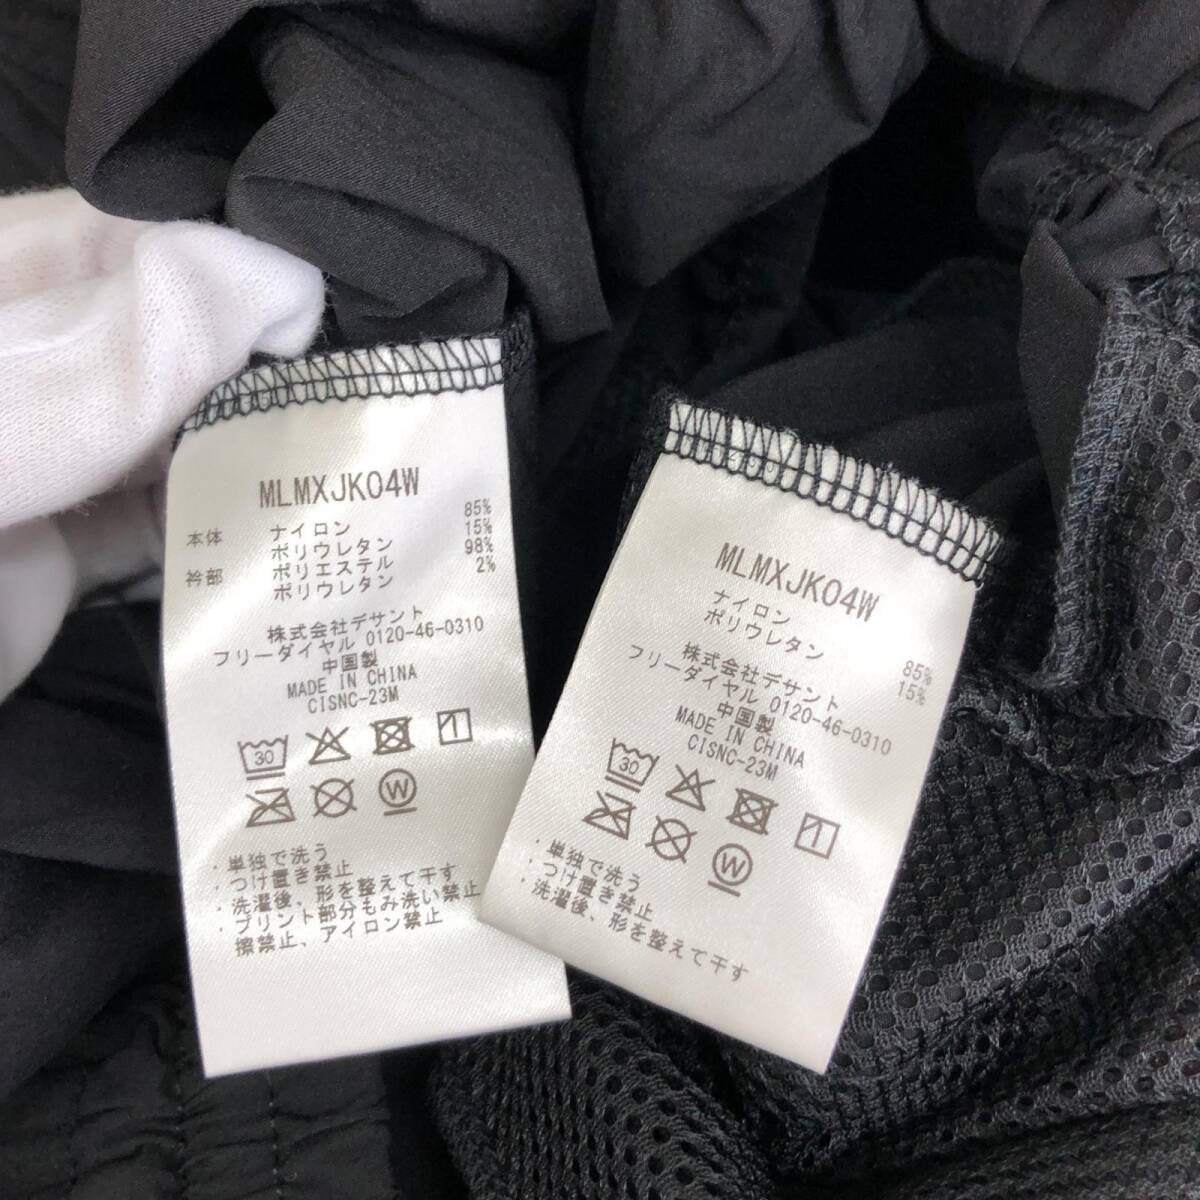 MLMXJK04W
本体 ナイロン 85%
ポリウレタン 15%
衿部 ポリエステル 98%
ポリウレタン 2%
株式会社デサント
フリーダイヤル 0120-46-0310
中国製
MADE IN CHINA
CISNC-23M
30
W
・単独で洗う
・つけ置き禁止
・洗濯後、形を整えて干す
・プリント部分もみ洗い禁止
擦禁止、アイロン禁止
MLMXJK04W
ナイロン 85%
ポリウレタン 15%
株式会社デサント
フリーダイヤル 0120-46-0310
中国製
MADE IN CHINA
CISNC-23M
30
W
・単独で洗う
・つけ置き禁止
・洗濯後、形を整えて干す